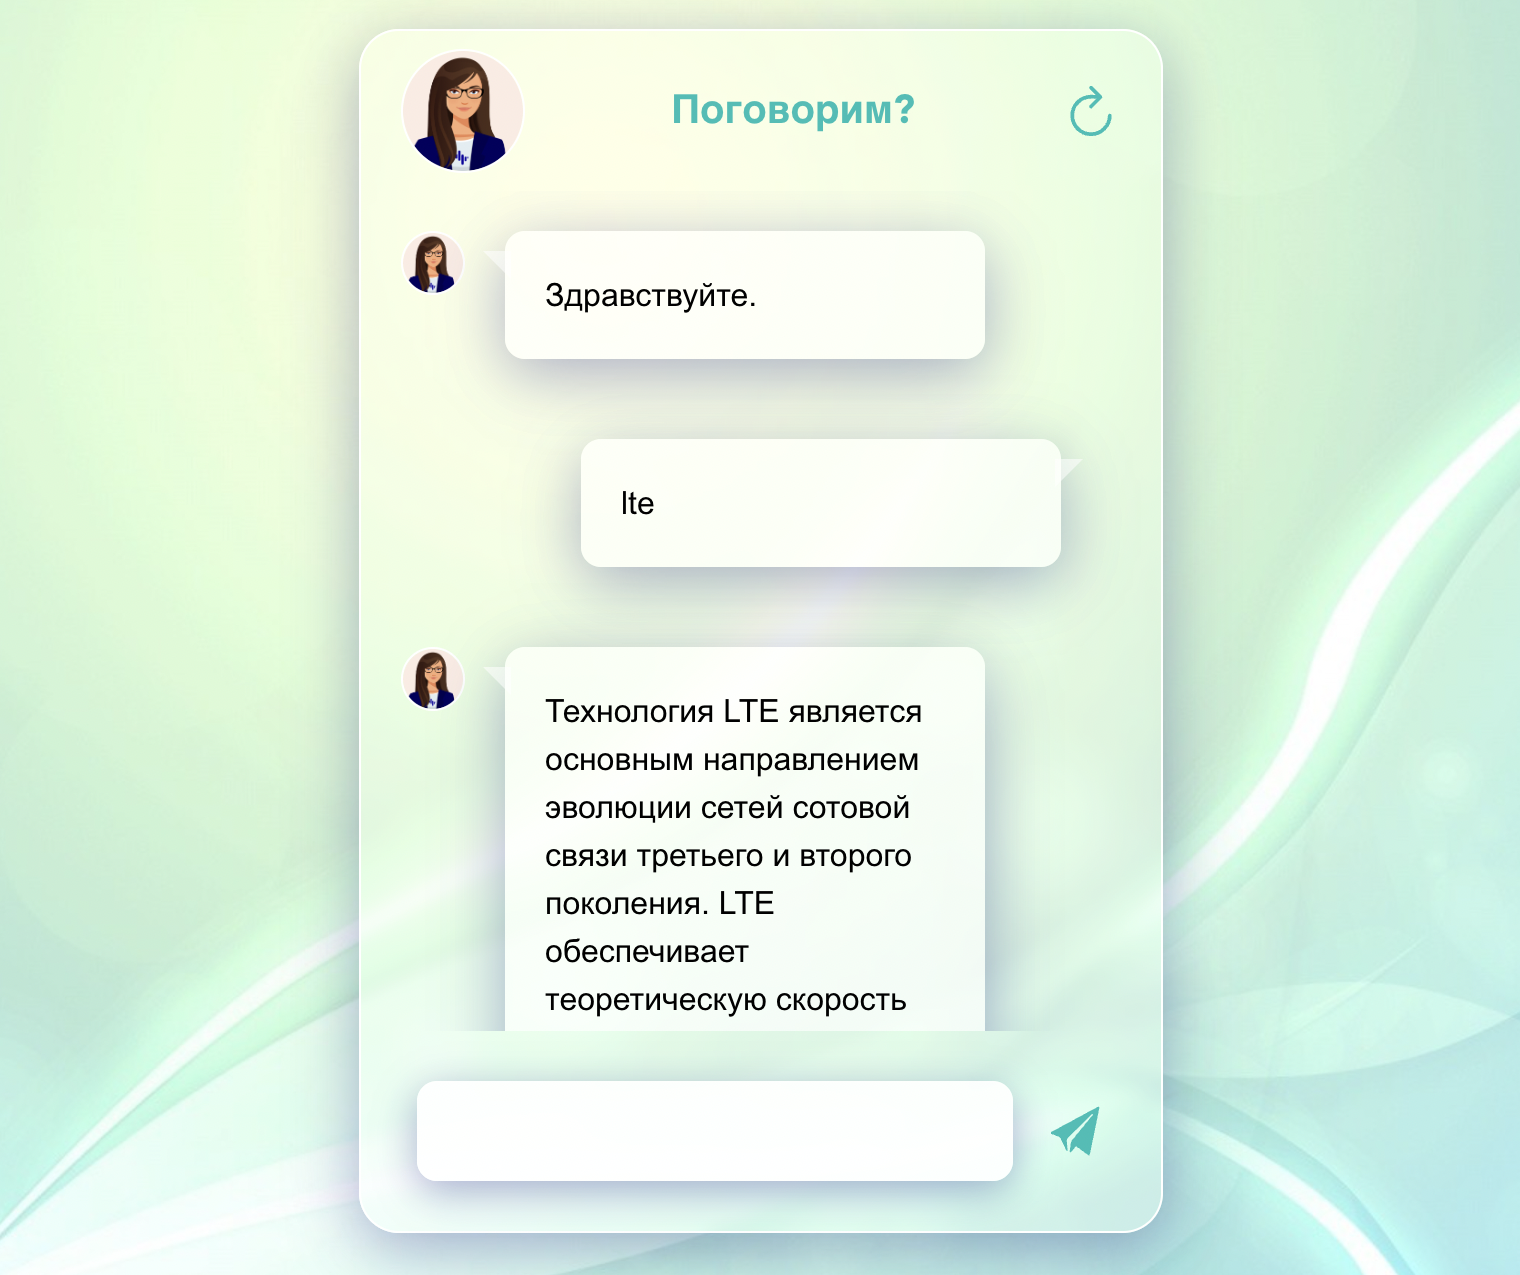 Поговорим?
Здравствуйте.
lte
Технология LTE является
основным направлением
эволюции сетей сотовой
связи третьего и второго
поколения. LTE
обеспечивает
теоретическую скорость